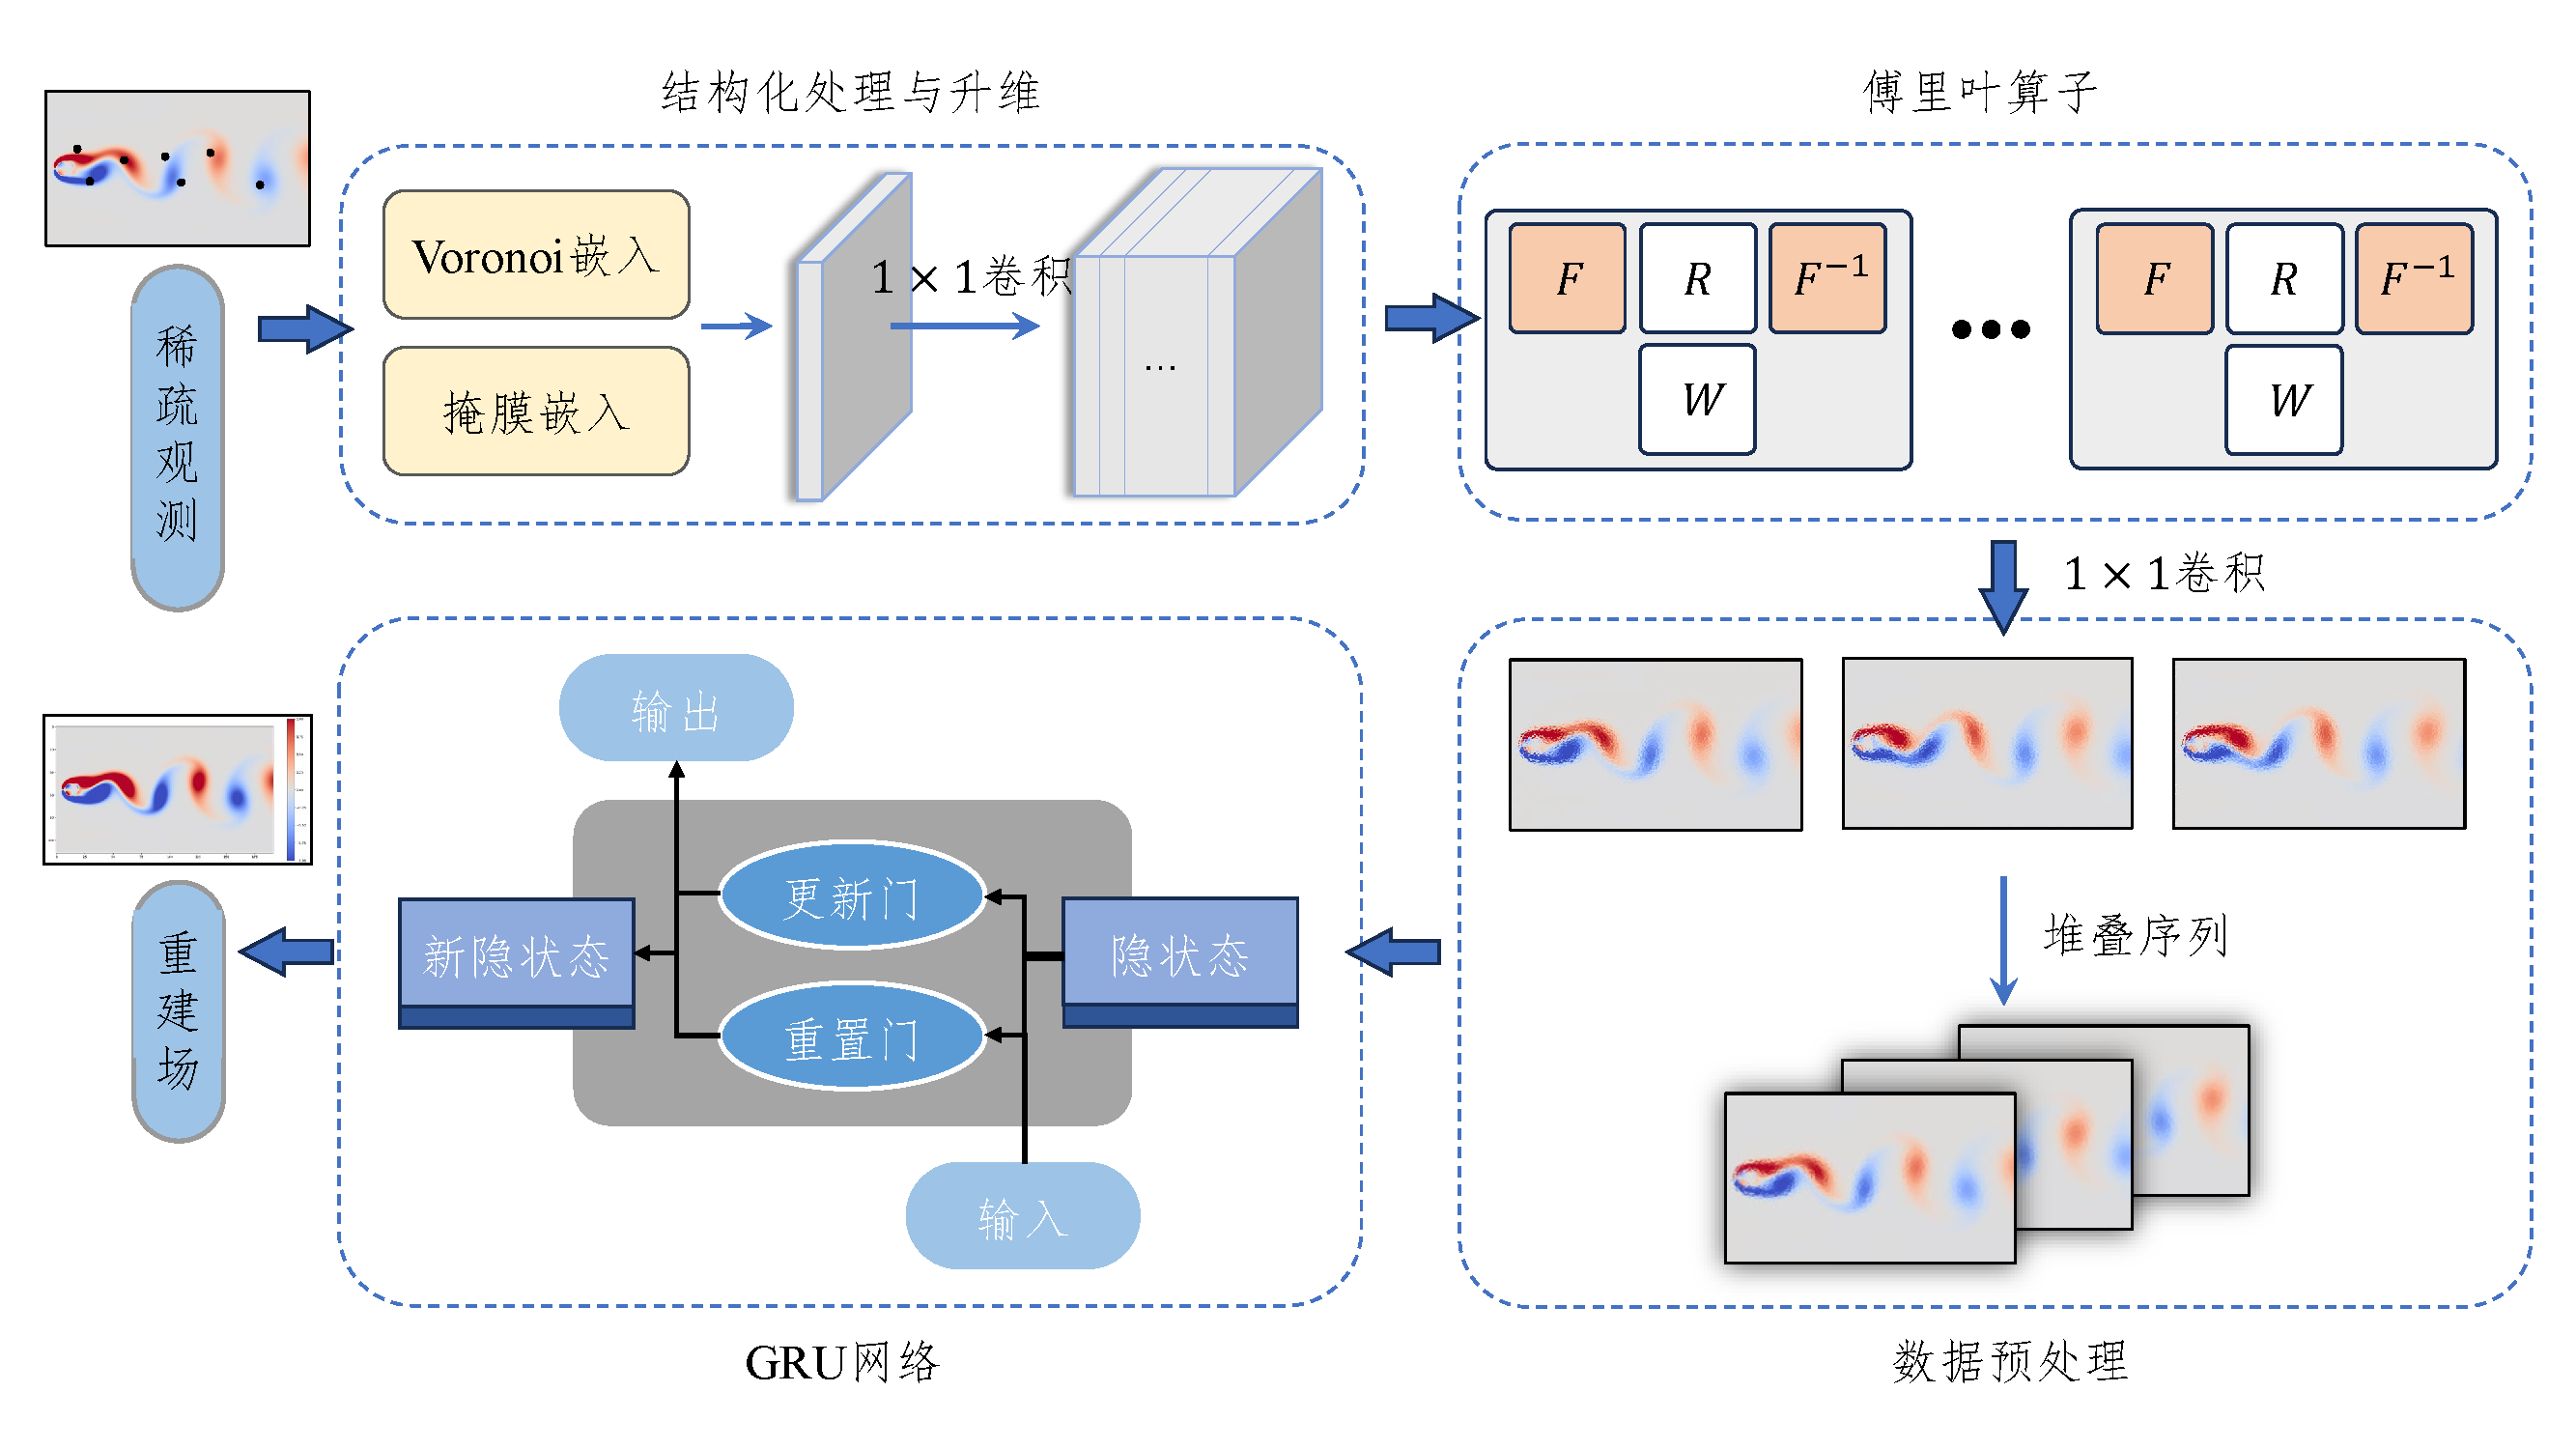 结构化处理与升维
傅里叶算子
稀疏观测
Voronoi嵌入
掩膜嵌入
1 × 1卷积
...
F
R
F⁻¹
W
•••
F
R
F⁻¹
W
1 × 1卷积
堆叠序列
数据预处理
输出
更新门
新隐状态
隐状态
重置门
输入
GRU网络
重建场